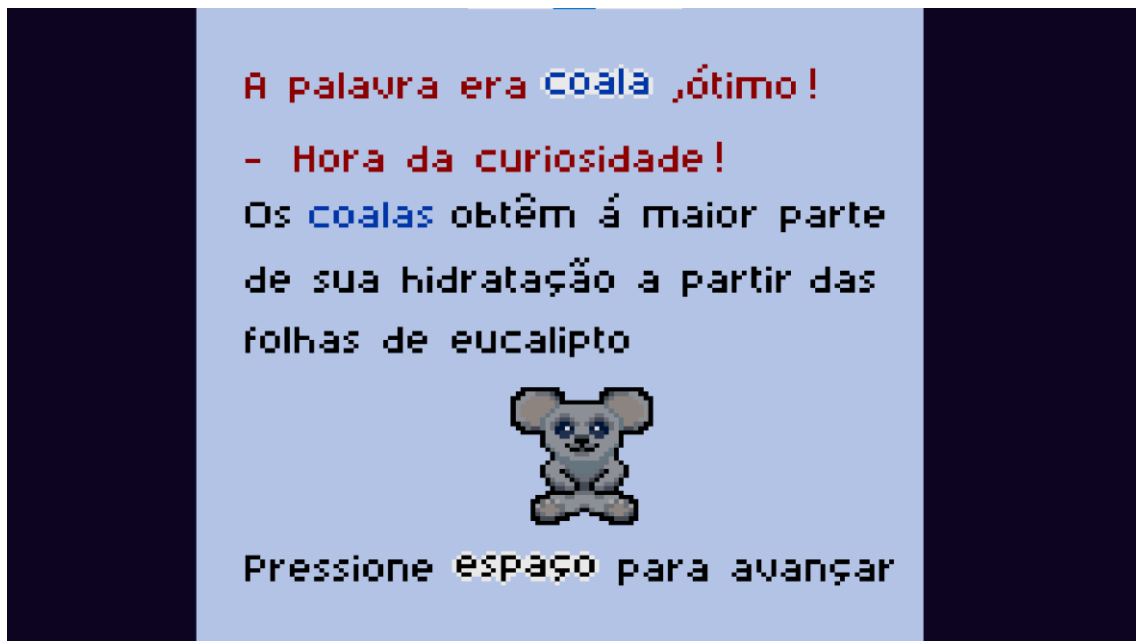 A palavra era coala ,ótimo!
- Hora da curiosidade!
Os coalas obtêm á maior parte
de sua hidratação a partir das
folhas de eucalipto
Pressione espaço para avançar